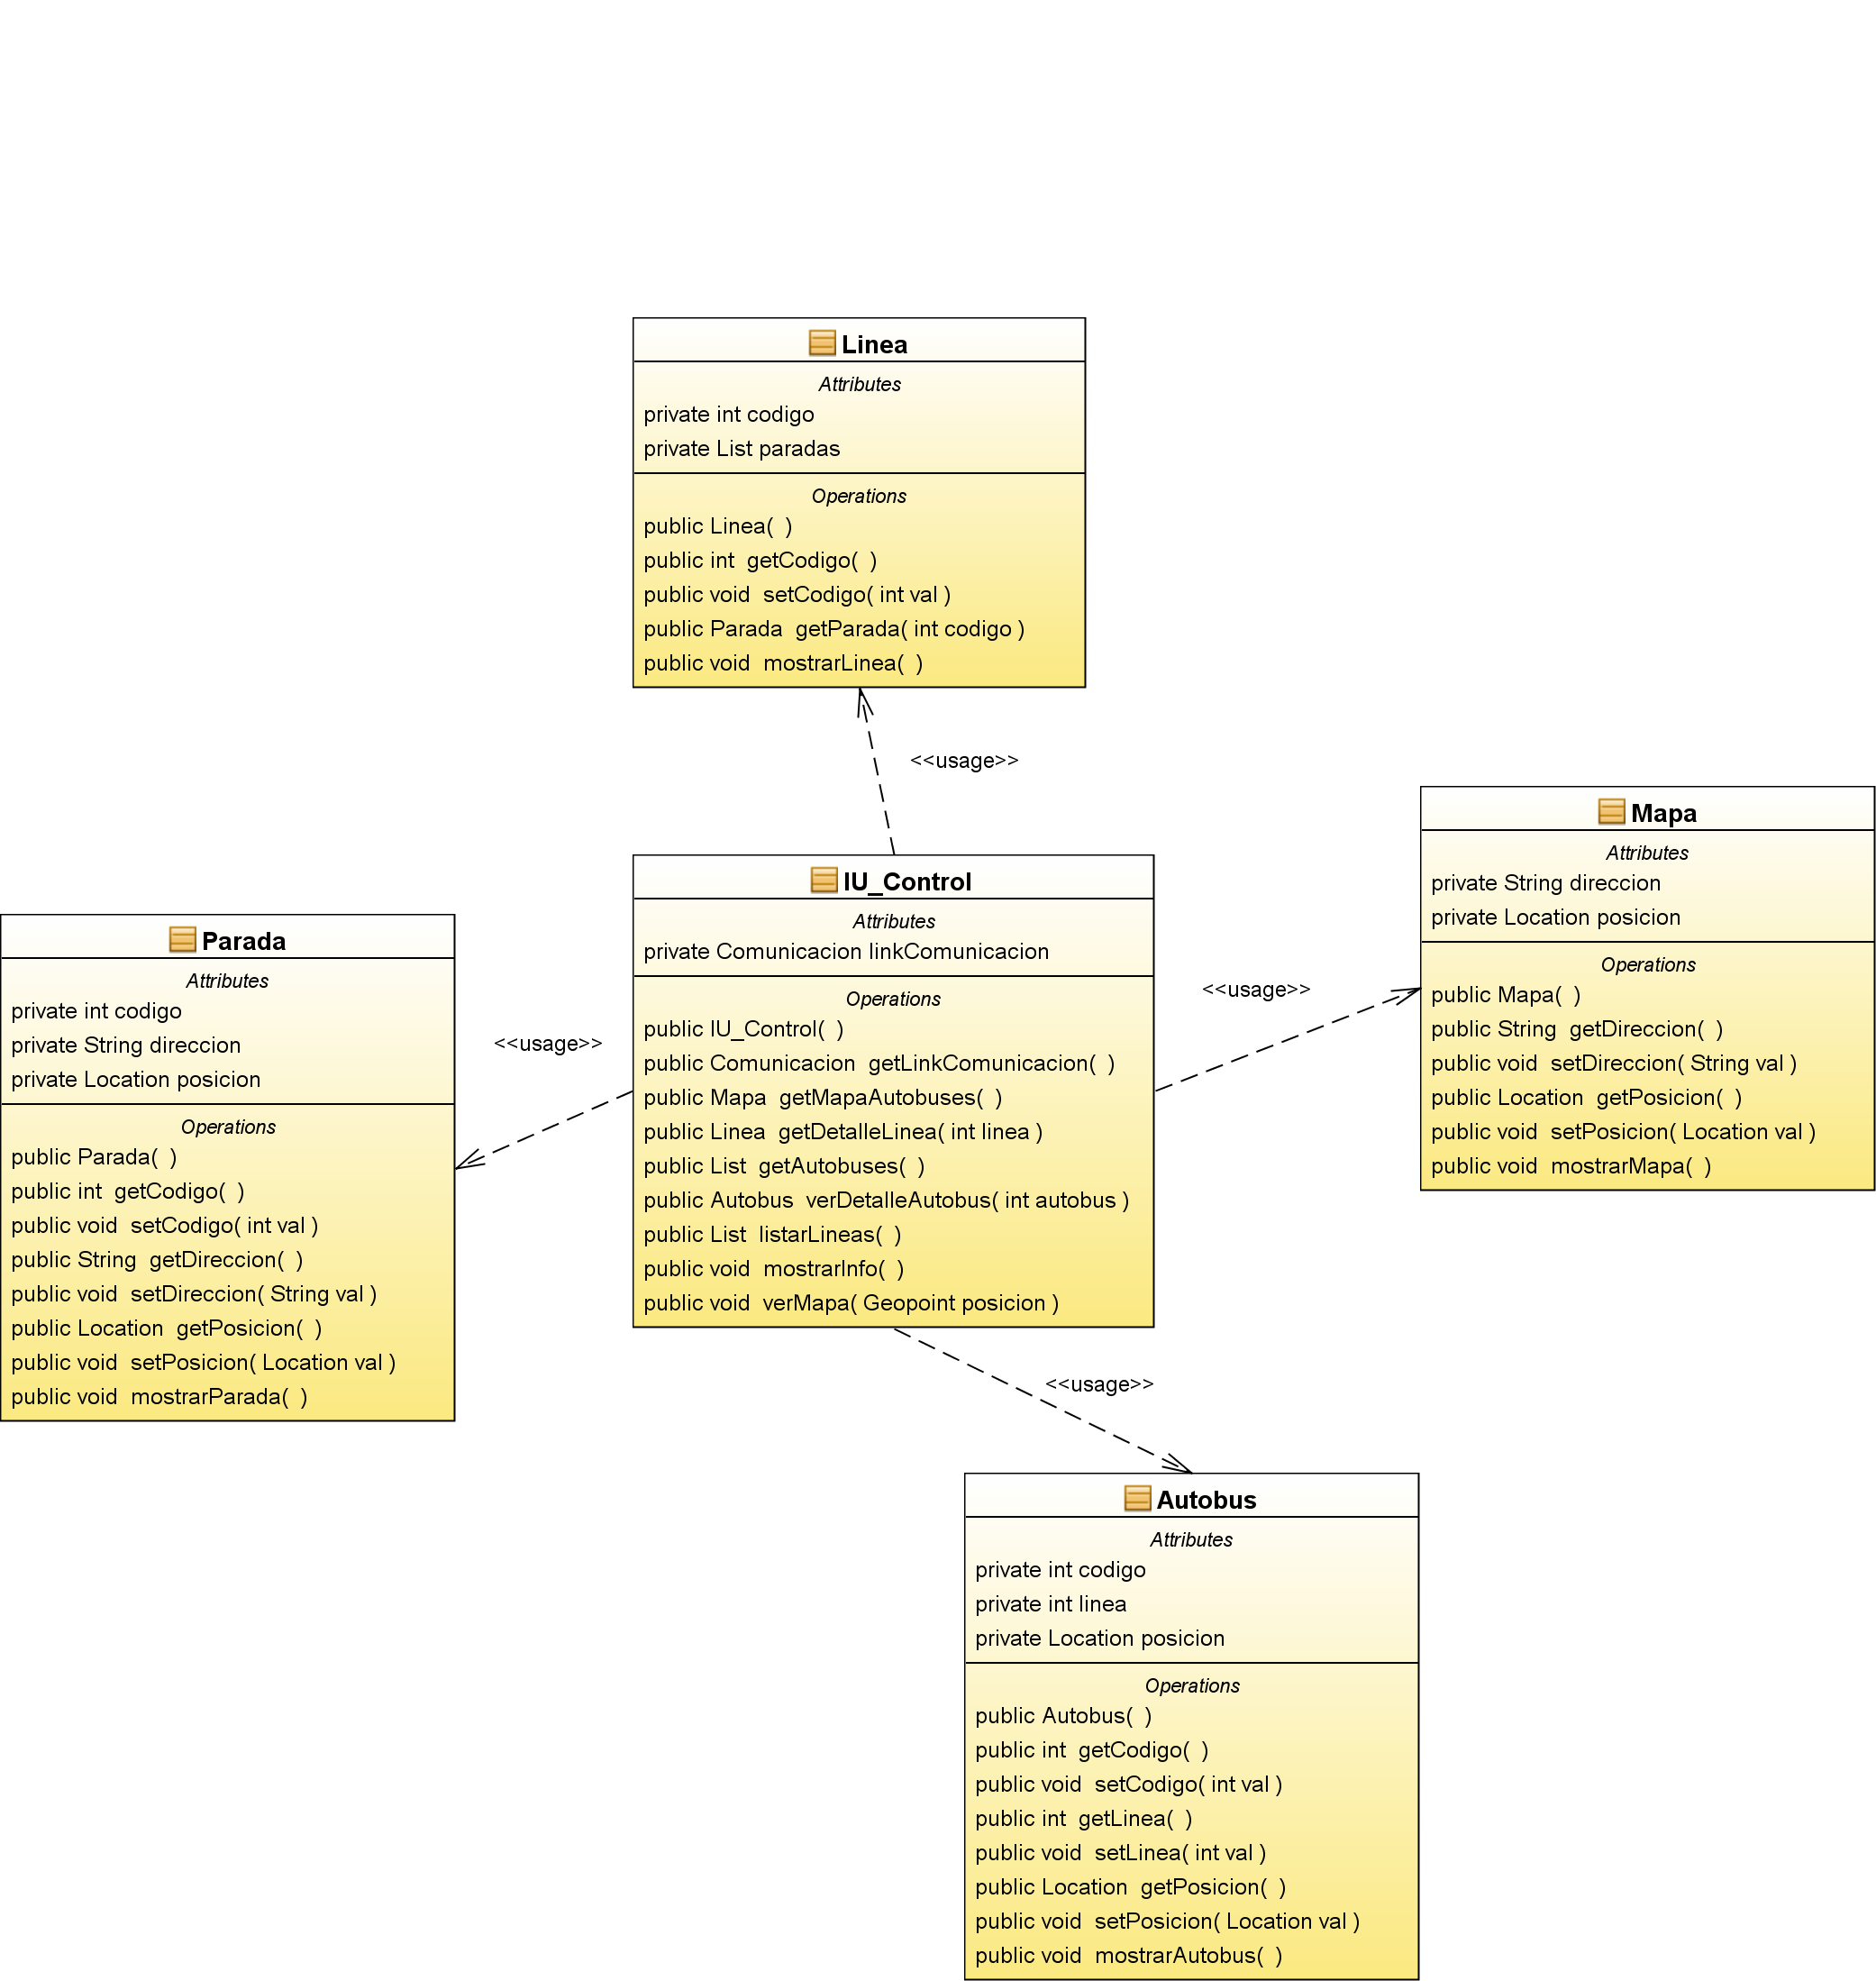 Linea
Attributes
private int codigo
private List paradas
Operations
public Linea( )
public int getCodigo( )
public void setCodigo( int val )
public Parada getParada( int codigo )
public void mostrarLinea( )
<<usage>>
Mapa
Attributes
private String direccion
private Location posicion
Operations
public Mapa( )
public String getDireccion( )
public void setDireccion( String val )
public Location getPosicion( )
public void setPosicion( Location val )
public void mostrarMapa( )
IU_Control
Attributes
private Comunicacion linkComunicacion
Operations
public IU_Control( )
public Comunicacion getLinkComunicacion( )
public Mapa getMapaAutobuses( )
public Linea getDetalleLinea( int linea )
public List getAutobuses( )
public Autobus verDetalleAutobus( int autobus )
public List listarLineas( )
public void mostrarInfo( )
public void verMapa( Geopoint posicion )
<<usage>>
<<usage>>
Parada
Attributes
private int codigo
private String direccion
private Location posicion
Operations
public Parada( )
public int getCodigo( )
public void setCodigo( int val )
public String getDireccion( )
public void setDireccion( String val )
public Location getPosicion( )
public void setPosicion( Location val )
public void mostrarParada( )
<<usage>>
Autobus
Attributes
private int codigo
private int linea
private Location posicion
Operations
public Autobus( )
public int getCodigo( )
public void setCodigo( int val )
public int getLinea( )
public void setLinea( int val )
public Location getPosicion( )
public void setPosicion( Location val )
public void mostrarAutobus( )